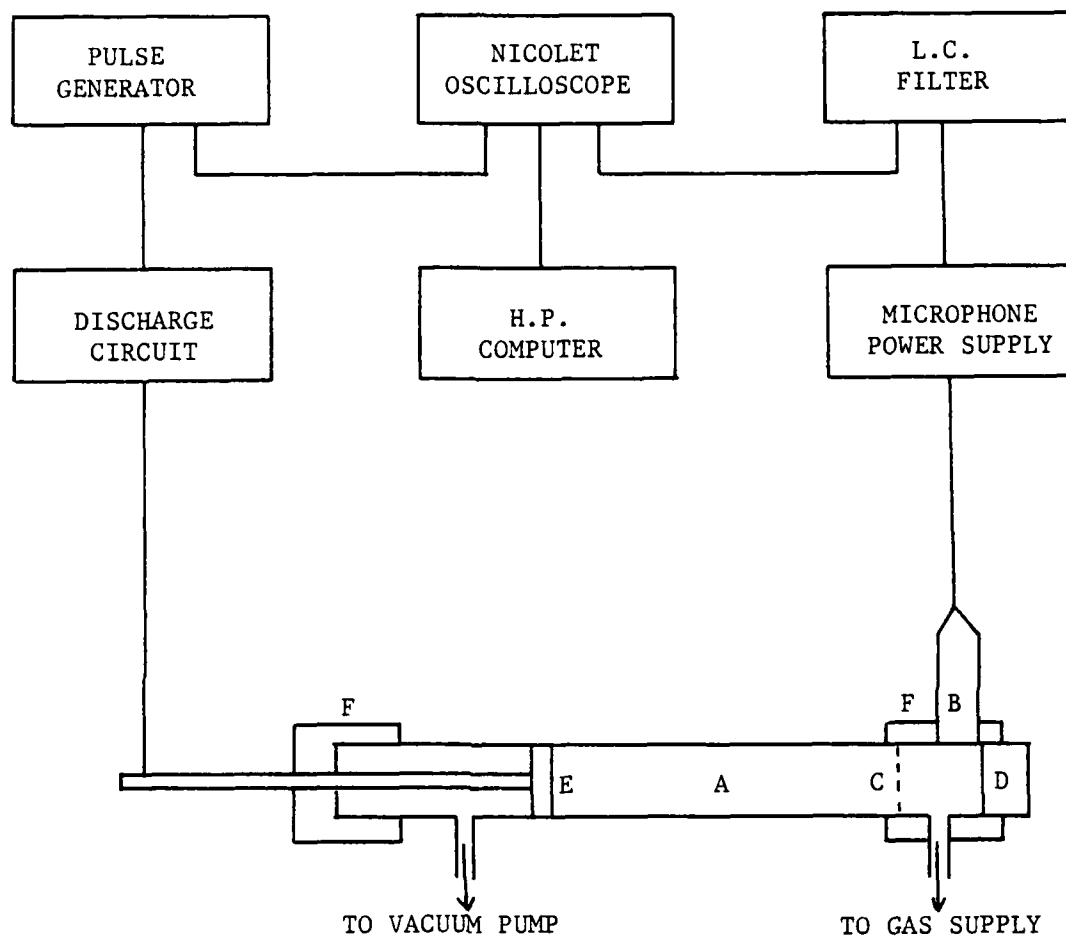 PULSE
GENERATOR
NICOLET
OSCILLOSCOPE
L.C.
FILTER
DISCHARGE
CIRCUIT
H.P.
COMPUTER
MICROPHONE
POWER SUPPLY
F
F
B
E
A
C
D
TO VACUUM PUMP
TO GAS SUPPLY